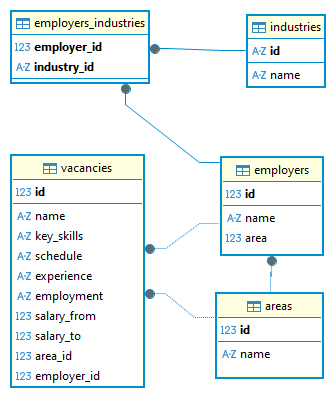 employers_industries
123 employer_id
A-Z industry_id
industries
A-Z id
A-Z name
vacancies
123 id
A-Z name
A-Z key_skills
A-Z schedule
A-Z experience
A-Z employment
123 salary_from
123 salary_to
123 area_id
123 employer_id
employers
123 id
A-Z name
123 area
areas
123 id
A-Z name